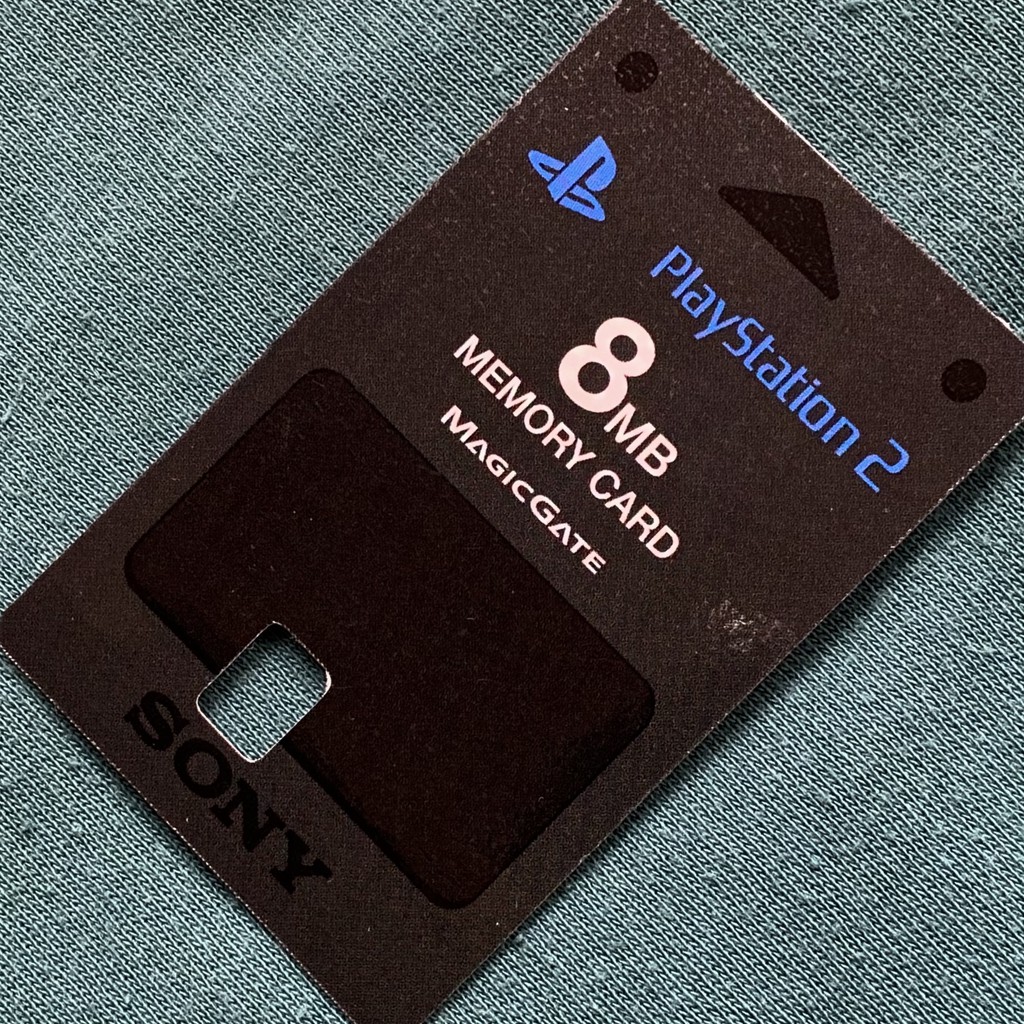 PlayStation 2
8MB
MEMORY CARD
MAGICGATE
SONY